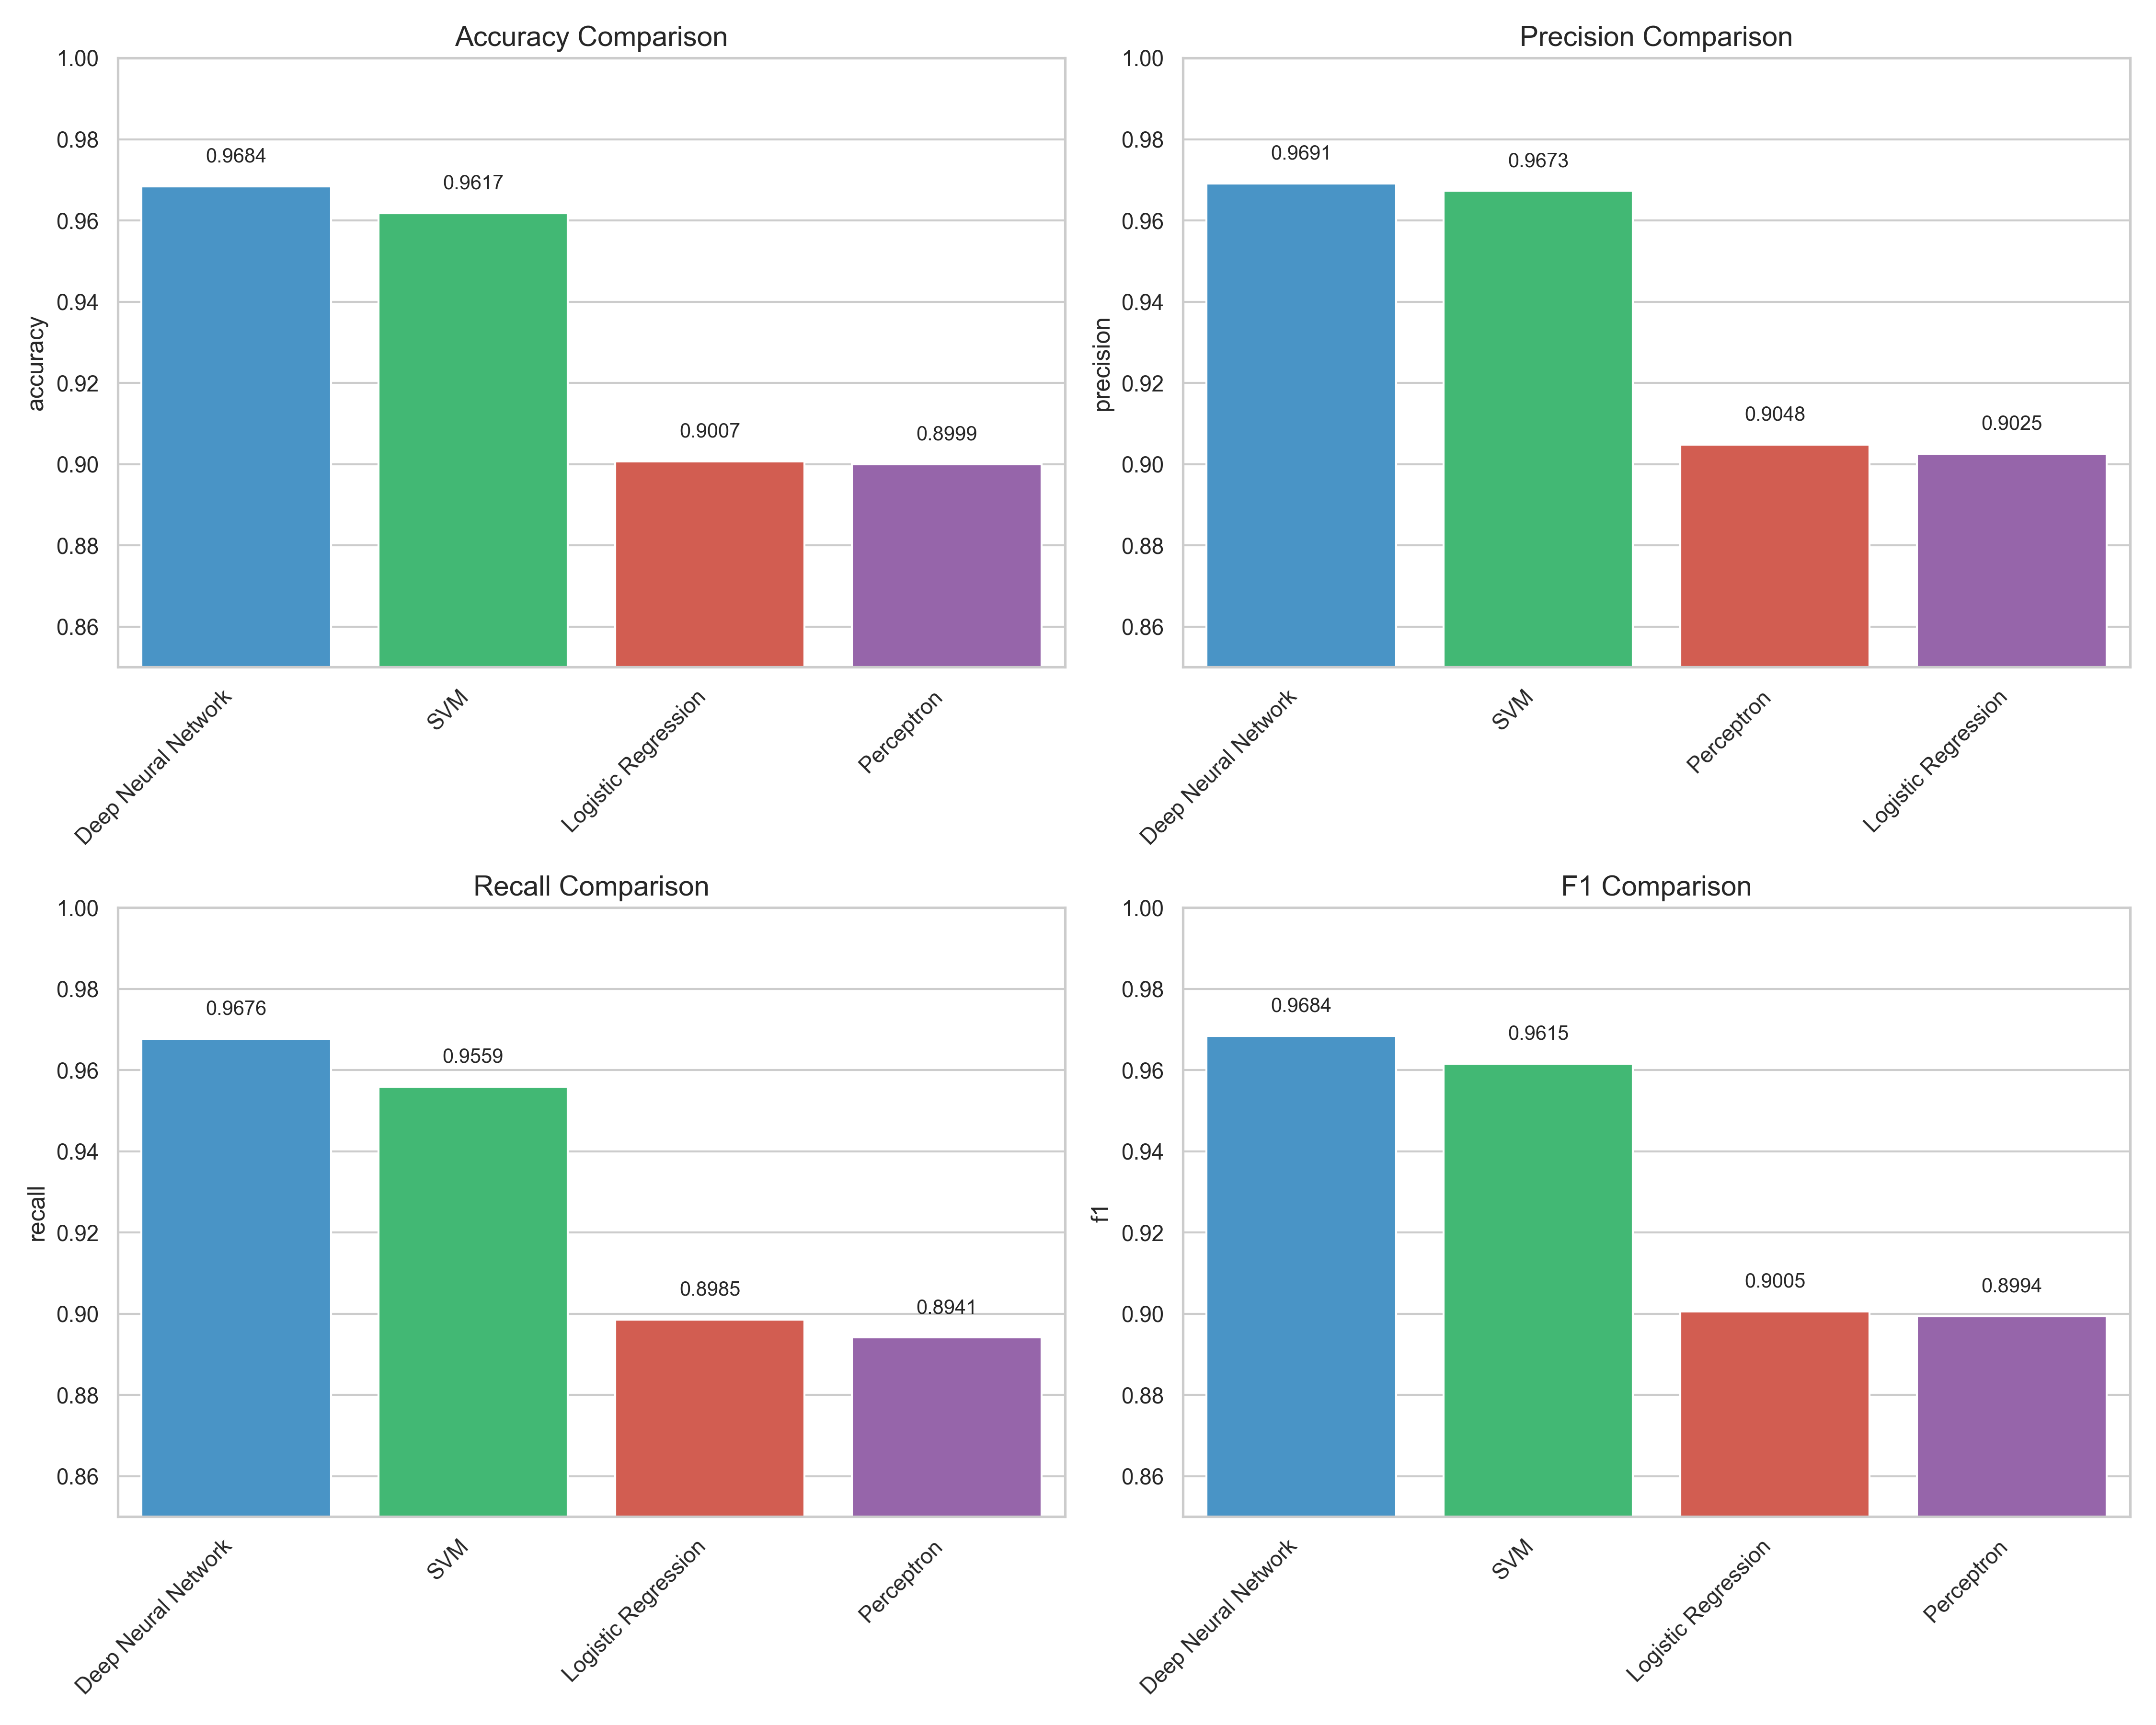 Accuracy Comparison
accuracy
1.00
0.98
0.96
0.94
0.92
0.90
0.88
0.86
0.9684
0.9617
0.9007
0.8999
Deep Neural Network
SVM
Logistic Regression
Perceptron
Precision Comparison
precision
1.00
0.98
0.96
0.94
0.92
0.90
0.88
0.86
0.9691
0.9673
0.9048
0.9025
Deep Neural Network
SVM
Perceptron
Logistic Regression
Recall Comparison
recall
1.00
0.98
0.96
0.94
0.92
0.90
0.88
0.86
0.9676
0.9559
0.8985
0.8941
Deep Neural Network
SVM
Logistic Regression
Perceptron
F1 Comparison
f1
1.00
0.98
0.96
0.94
0.92
0.90
0.88
0.86
0.9684
0.9615
0.9005
0.8994
Deep Neural Network
SVM
Logistic Regression
Perceptron